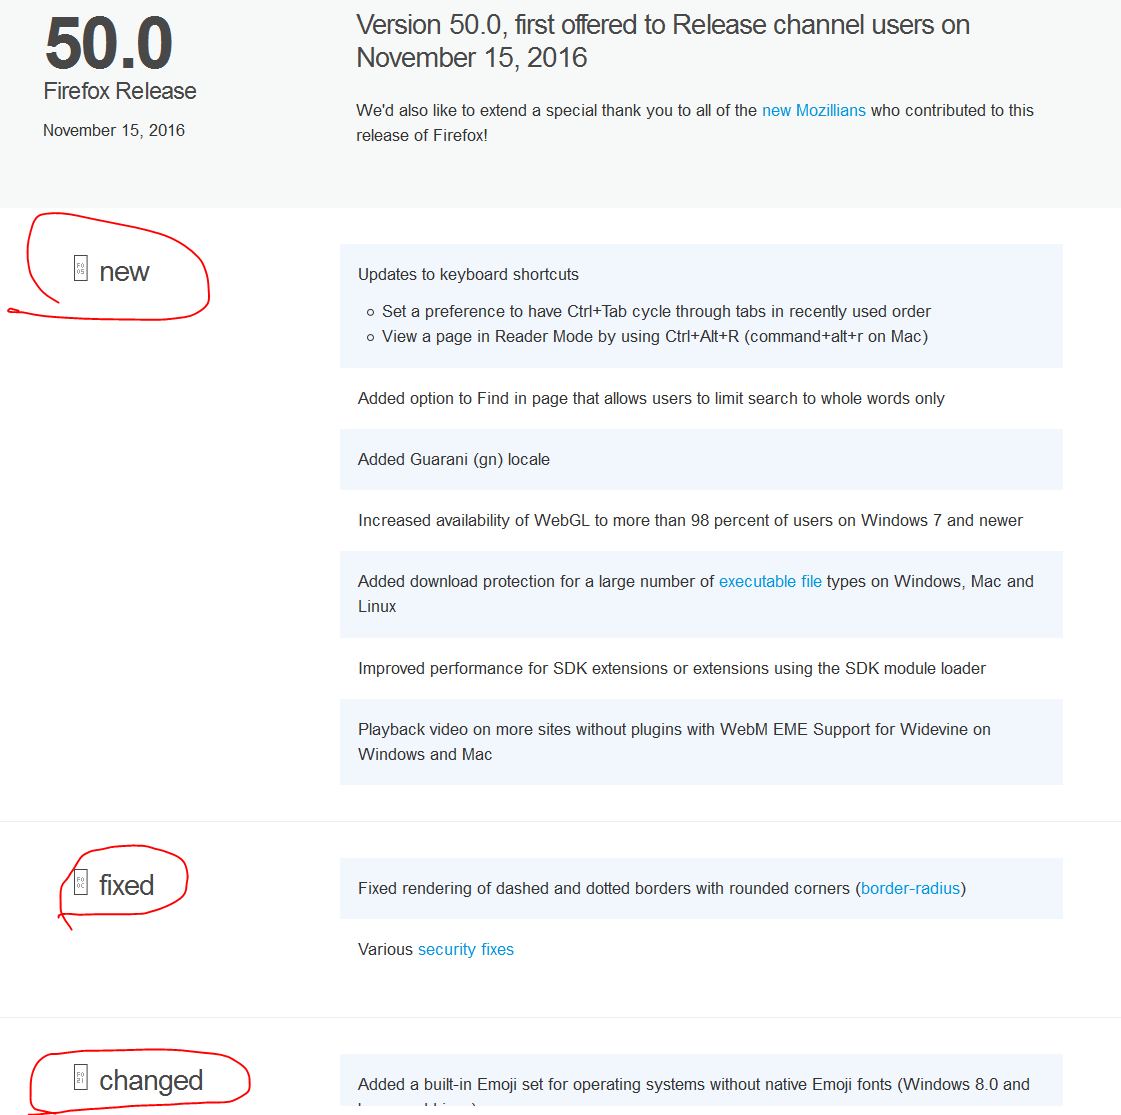 50.0
Firefox Release
November 15, 2016
Version 50.0, first offered to Release channel users on
November 15, 2016
We'd also like to extend a special thank you to all of the new Mozillians who contributed to this
release of Firefox!
new
Updates to keyboard shortcuts
Set a preference to have Ctrl+Tab cycle through tabs in recently used order
View a page in Reader Mode by using Ctrl+Alt+R (command+alt+r on Mac)
Added option to Find in page that allows users to limit search to whole words only
Added Guarani (gn) locale
Increased availability of WebGL to more than 98 percent of users on Windows 7 and newer
Added download protection for a large number of executable file types on Windows, Mac and
Linux
Improved performance for SDK extensions or extensions using the SDK module loader
Playback video on more sites without plugins with WebM EME Support for Widevine on
Windows and Mac
fixed
Fixed rendering of dashed and dotted borders with rounded corners (border-radius)
Various security fixes
changed
Added a built-in Emoji set for operating systems without native Emoji fonts (Windows 8.0 and